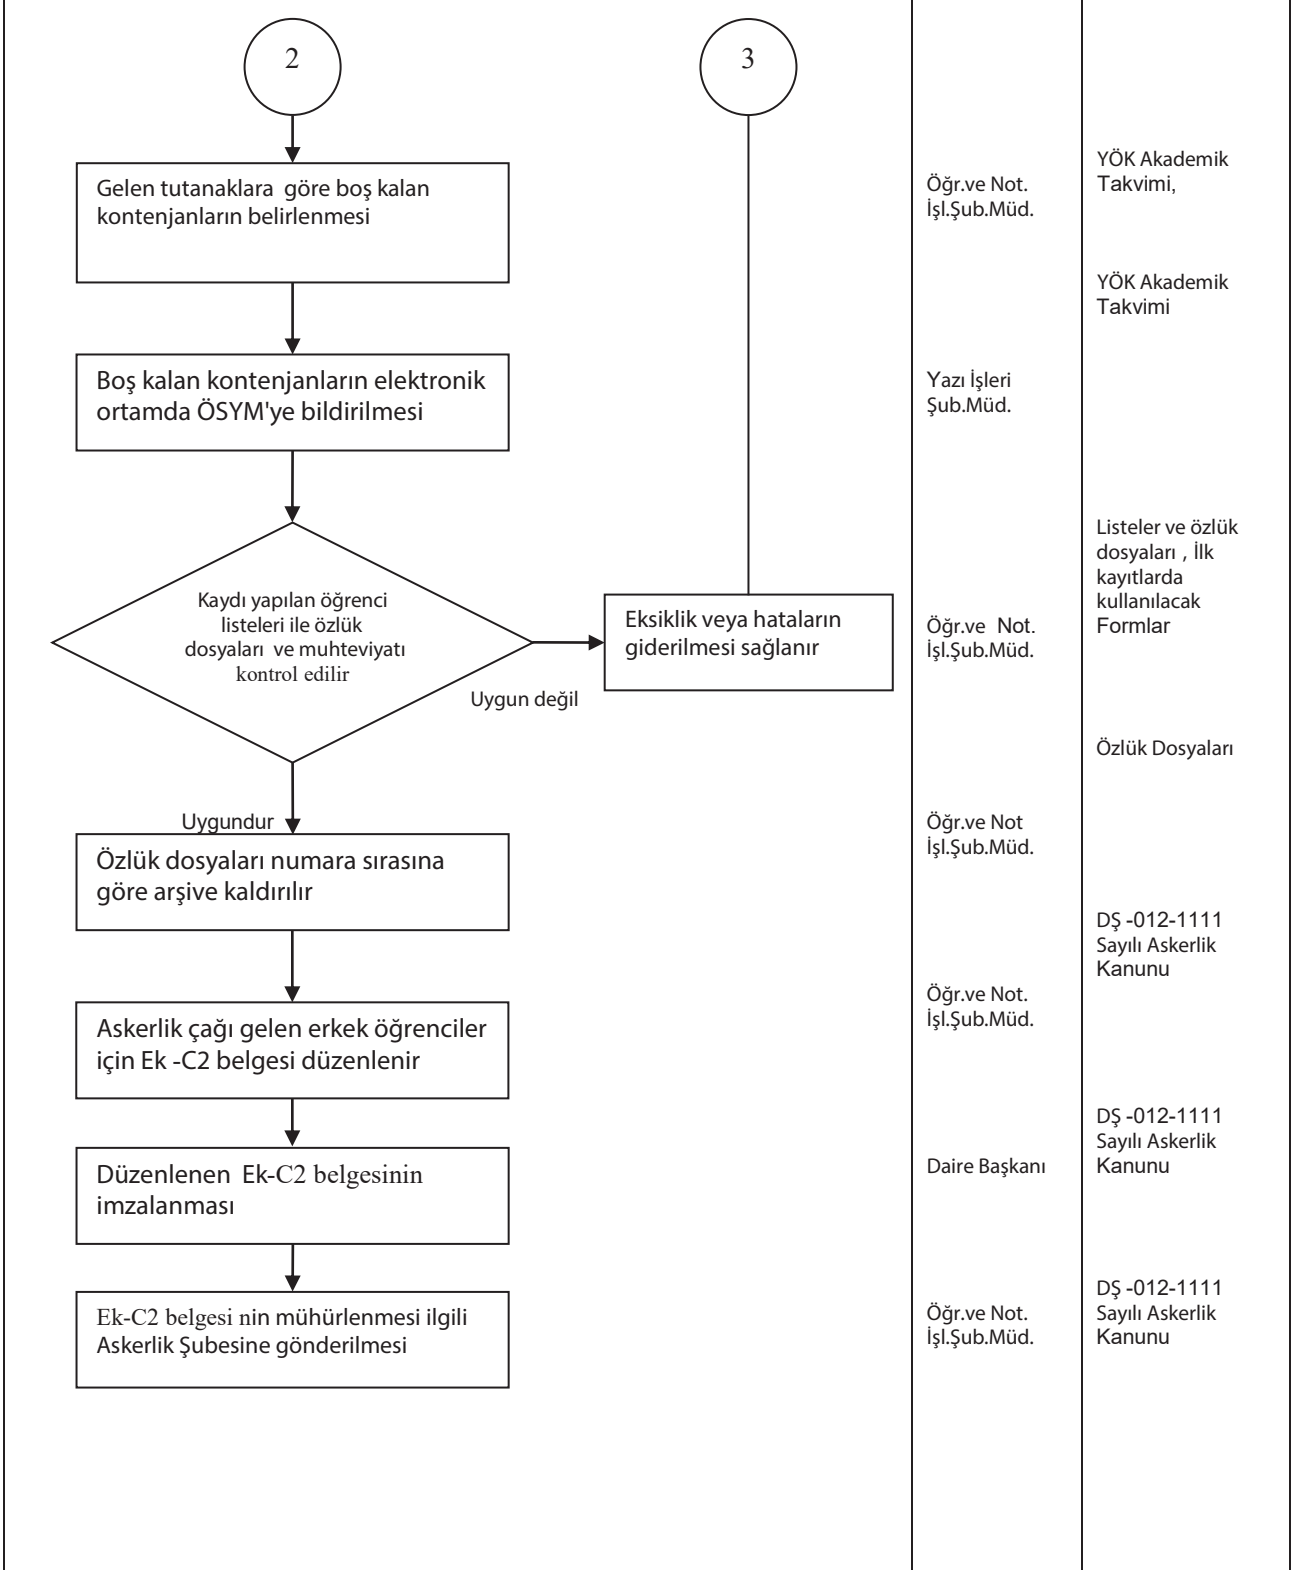 2
3
Gelen tutanaklara göre boş kalan
kontenjanların belirlenmesi
Öğr.ve Not.
İşl.Şub.Müd.
YÖK Akademik
Takvimi,
YÖK Akademik
Takvimi
Boş kalan kontenjanların elektronik
ortamda ÖSYM'ye bildirilmesi
Yazı İşleri
Şub.Müd.
Kaydı yapılan öğrenci
listeleri ile özlük
dosyaları ve muhteviyatı
kontrol edilir
Uygun değil
Eksiklik veya hataların
giderilmesi sağlanır
Öğr.ve Not.
İşl.Şub.Müd.
Listeler ve özlük
dosyaları , İlk
kayıtlarda
kullanılacak
Formlar
Özlük Dosyaları
Uygundur
Özlük dosyaları numara sırasına
göre arşive kaldırılır
Öğr.ve Not
İşl.Şub.Müd.
DŞ -012-1111
Sayılı Askerlik
Kanunu
Askerlik çağı gelen erkek öğrenciler
için Ek -C2 belgesi düzenlenir
Öğr.ve Not.
İşl.Şub.Müd.
Düzenlenen Ek-C2 belgesinin
imzalanması
Daire Başkanı
DŞ -012-1111
Sayılı Askerlik
Kanunu
Ek-C2 belgesi nin mühürlenmesi ilgili
Askerlik Şubesine gönderilmesi
Öğr.ve Not.
İşl.Şub.Müd.
DŞ -012-1111
Sayılı Askerlik
Kanunu